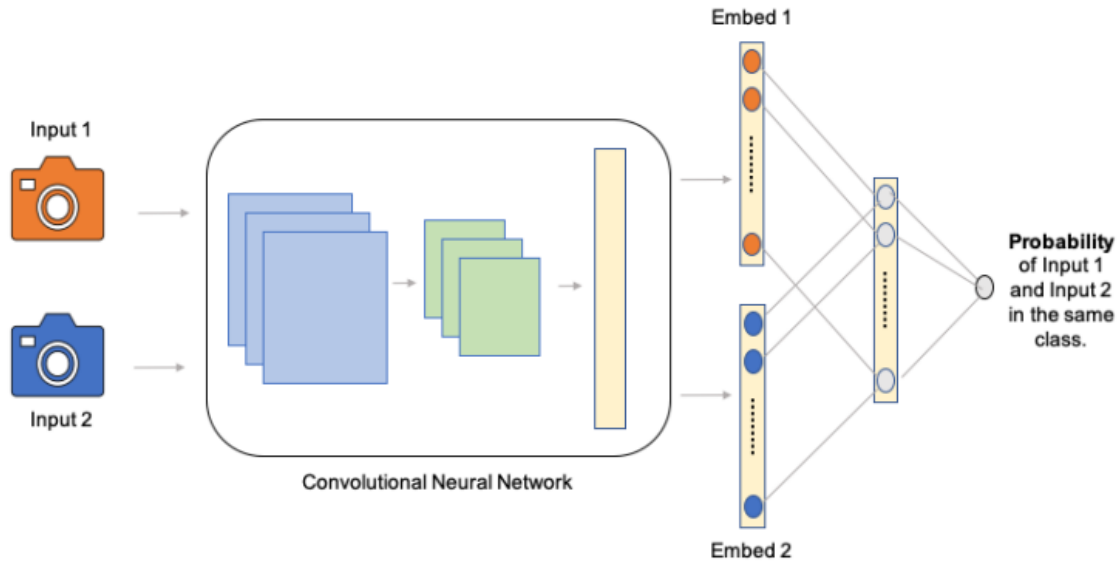 Embed 1
Input 1
Input 2
Convolutional Neural Network
Embed 2
Probability
of Input 1
and Input 2
in the same
class.